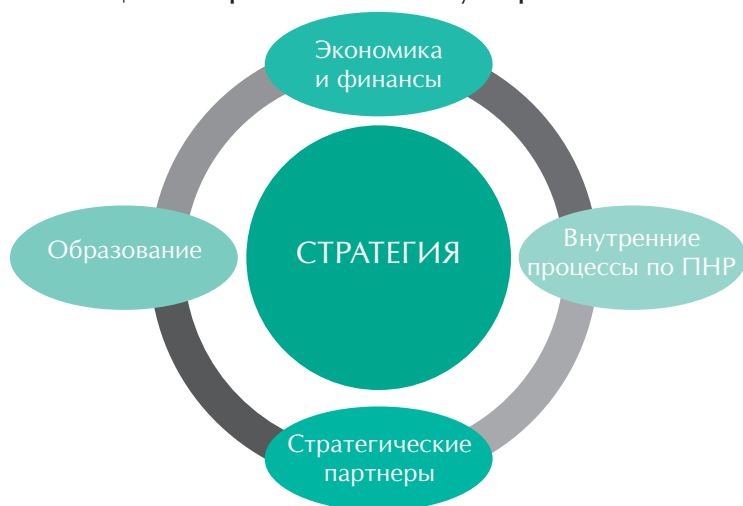 Экономика
и финансы
Образование
СТРАТЕГИЯ
Внутренние
процессы по ПНР
Стратегические
партнеры